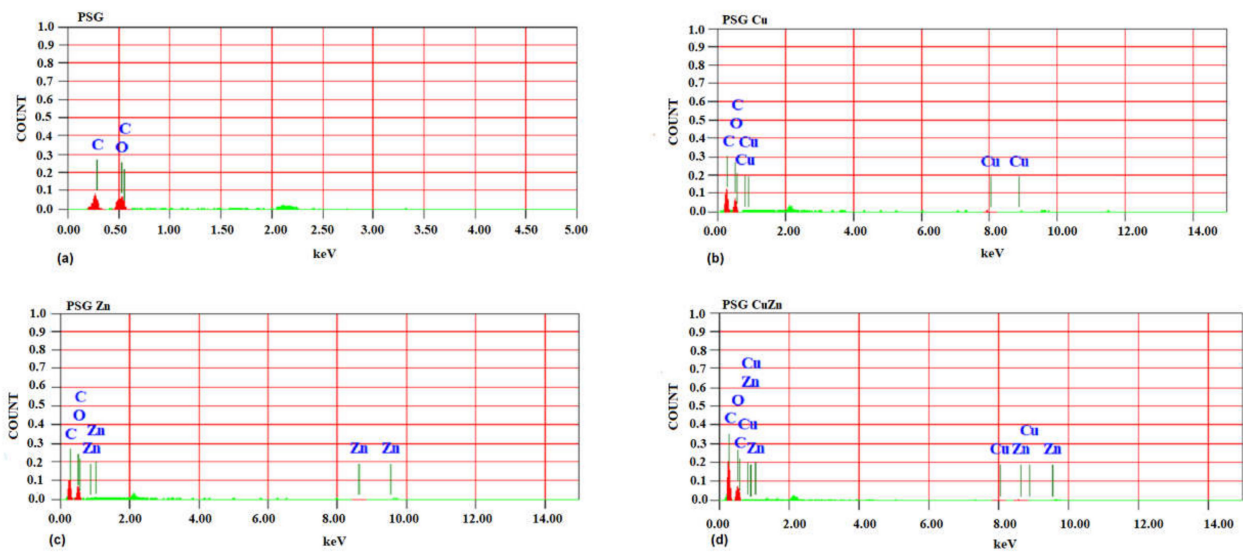 PSG
1.0
0.9
0.8
0.7
0.6
0.5
0.4
0.3
0.2
0.1
0.0
COUNT
C
C
O
0.00 0.50 1.00 1.50 2.00 2.50 3.00 3.50 4.00 4.50 5.00
keV
(a)
PSG Cu
1.0
0.9
0.8
0.7
0.6
0.5
0.4
0.3
0.2
0.1
0.0
COUNT
C
O
C Cu
Cu
Cu Cu
0.00 2.00 4.00 6.00 8.00 10.00 12.00 14.00
keV
(b)
PSG Zn
1.0
0.9
0.8
0.7
0.6
0.5
0.4
0.3
0.2
0.1
0.0
COUNT
C
O
C Zn
Zn
Zn Zn
0.00 2.00 4.00 6.00 8.00 10.00 12.00 14.00
keV
(c)
PSG CuZn
1.0
0.9
0.8
0.7
0.6
0.5
0.4
0.3
0.2
0.1
0.0
COUNT
Cu
Zn
O
C Cu
C Zn
Cu
Cu Zn Zn
0.00 2.00 4.00 6.00 8.00 10.00 12.00 14.00
keV
(d)